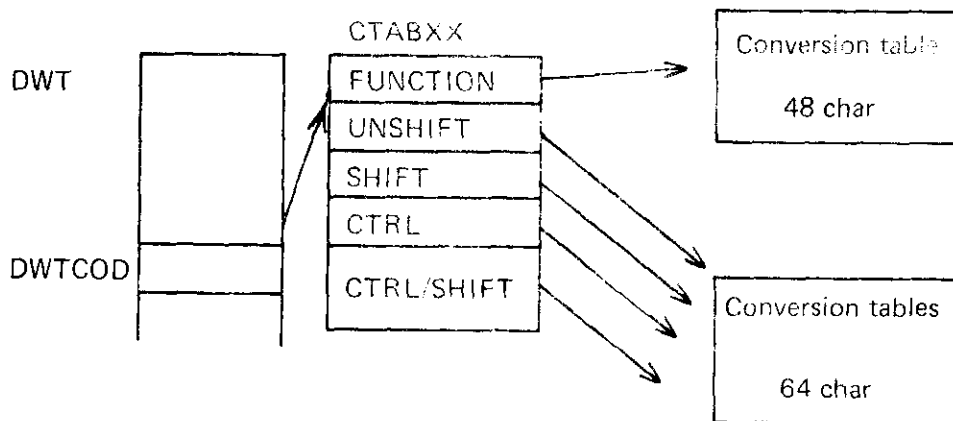 CTABXX
DWT
FUNCTION
UNSHIFT
SHIFT
CTRL
CTRL/SHIFT
DWTCOD
Conversion table
48 char
Conversion tables
64 char